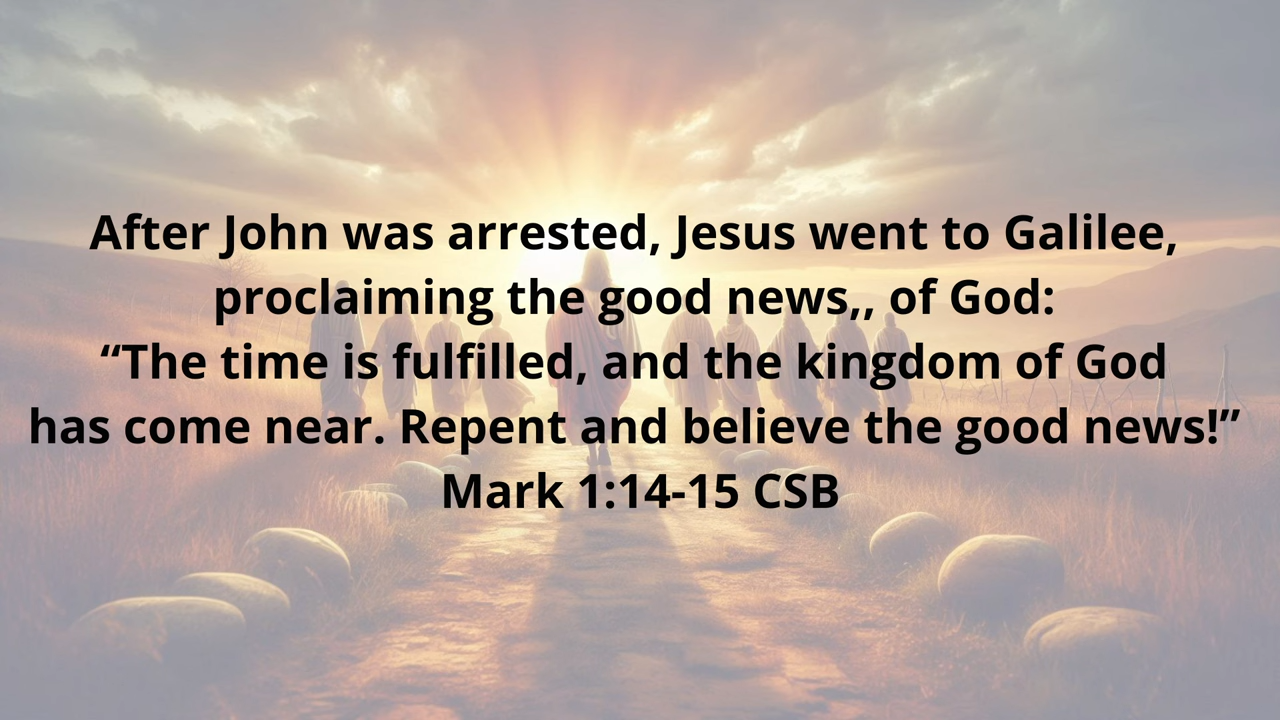 After John was arrested, Jesus went to Galilee,
proclaiming the good news,, of God:
“The time is fulfilled, and the kingdom of God
has come near. Repent and believe the good news!”
Mark 1:14-15 CSB